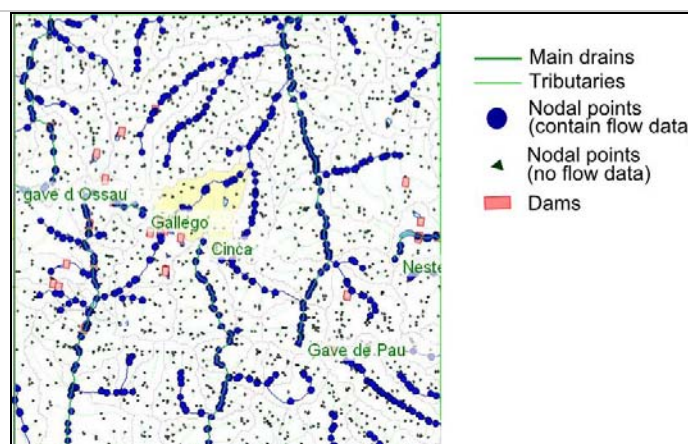 gave d Ossau
Gallego
Cinca
Neste
Gave de Pau
Main drains
Tributaries
Nodal points
(contain flow data)
Nodal points
(no flow data)
Dams